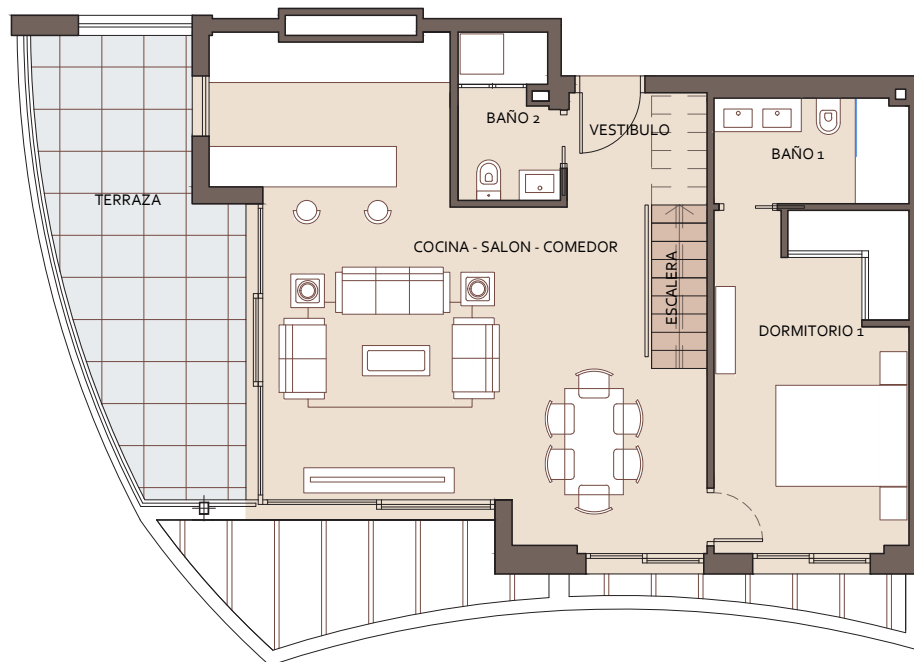 BAÑO 2
VESTIBULO
BAÑO 1
TERRAZA
COCINA - SALON - COMEDOR
ESCALERA
DORMITORIO 1